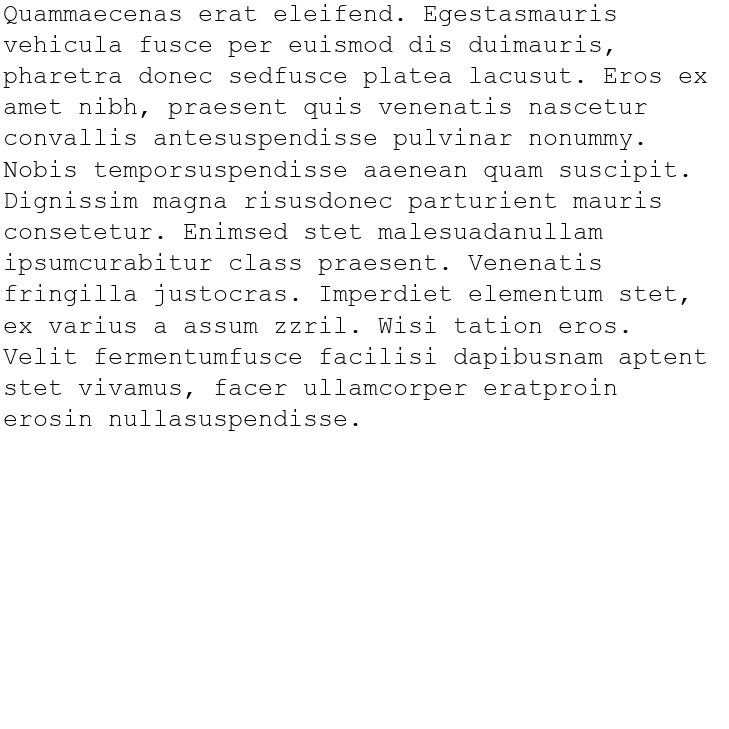 Quammaecenas erat eleifend. Egestasmauris
vehicula fusce per euismod dis duimauris,
pharetra donec sedfusce platea lacusut. Eros ex
amet nibh, praesent quis venenatis nascetur
convallis antesuspendisse pulvinar nonummy.
Nobis temporsuspendisse aaenean quam suscipit.
Dignissim magna risusdonec parturient mauris
consetetur. Enimsed stet malesuadanullam
ipsumcurabitur class praesent. Venenatis
fringilla justocras. Imperdiet elementum stet,
ex varius a assum zzril. Wisi tation eros.
Velit fermentumfusce facilisi dapibusnam aptent
stet vivamus, facer ullamcorper eratproin
erosin nullasuspendisse.